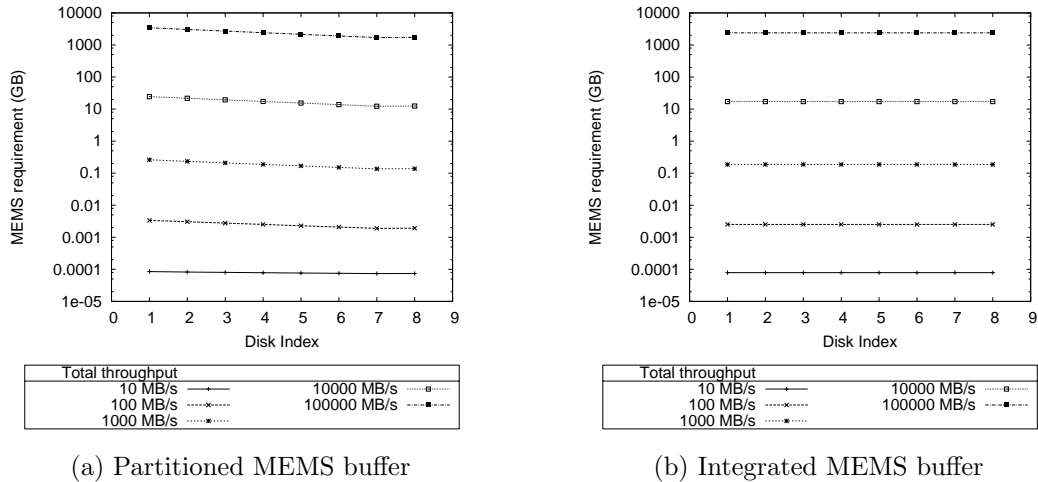 10000
1000
100
10
1
0.1
0.01
0.001
0.0001
1e-05
MEMS requirement (GB)
0 1 2 3 4 5 6 7 8 9
Disk Index
Total throughput
10 MB/s
100 MB/s
1000 MB/s
10000 MB/s
100000 MB/s
(a) Partitioned MEMS buffer
10000
1000
100
10
1
0.1
0.01
0.001
0.0001
1e-05
MEMS requirement (GB)
0 1 2 3 4 5 6 7 8 9
Disk Index
Total throughput
10 MB/s
100 MB/s
1000 MB/s
10000 MB/s
100000 MB/s
(b) Integrated MEMS buffer